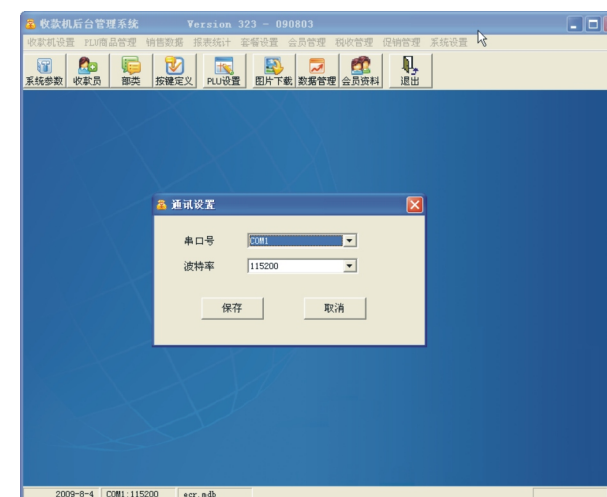 收款机后台管理系统 Version 323 - 090803
收款机设置 PLU商品管理 销售数据 报表统计 套餐设置 会员管理 税收管理 促销管理 系统设置
系统参数 收款员 部类 按键定义 PLU设置 图片下载 数据管理 会员资料 退出
通讯设置
串口号 COM1
波特率 115200
保存 取消
2009-8-4 COM1:115200 ecr.mdb